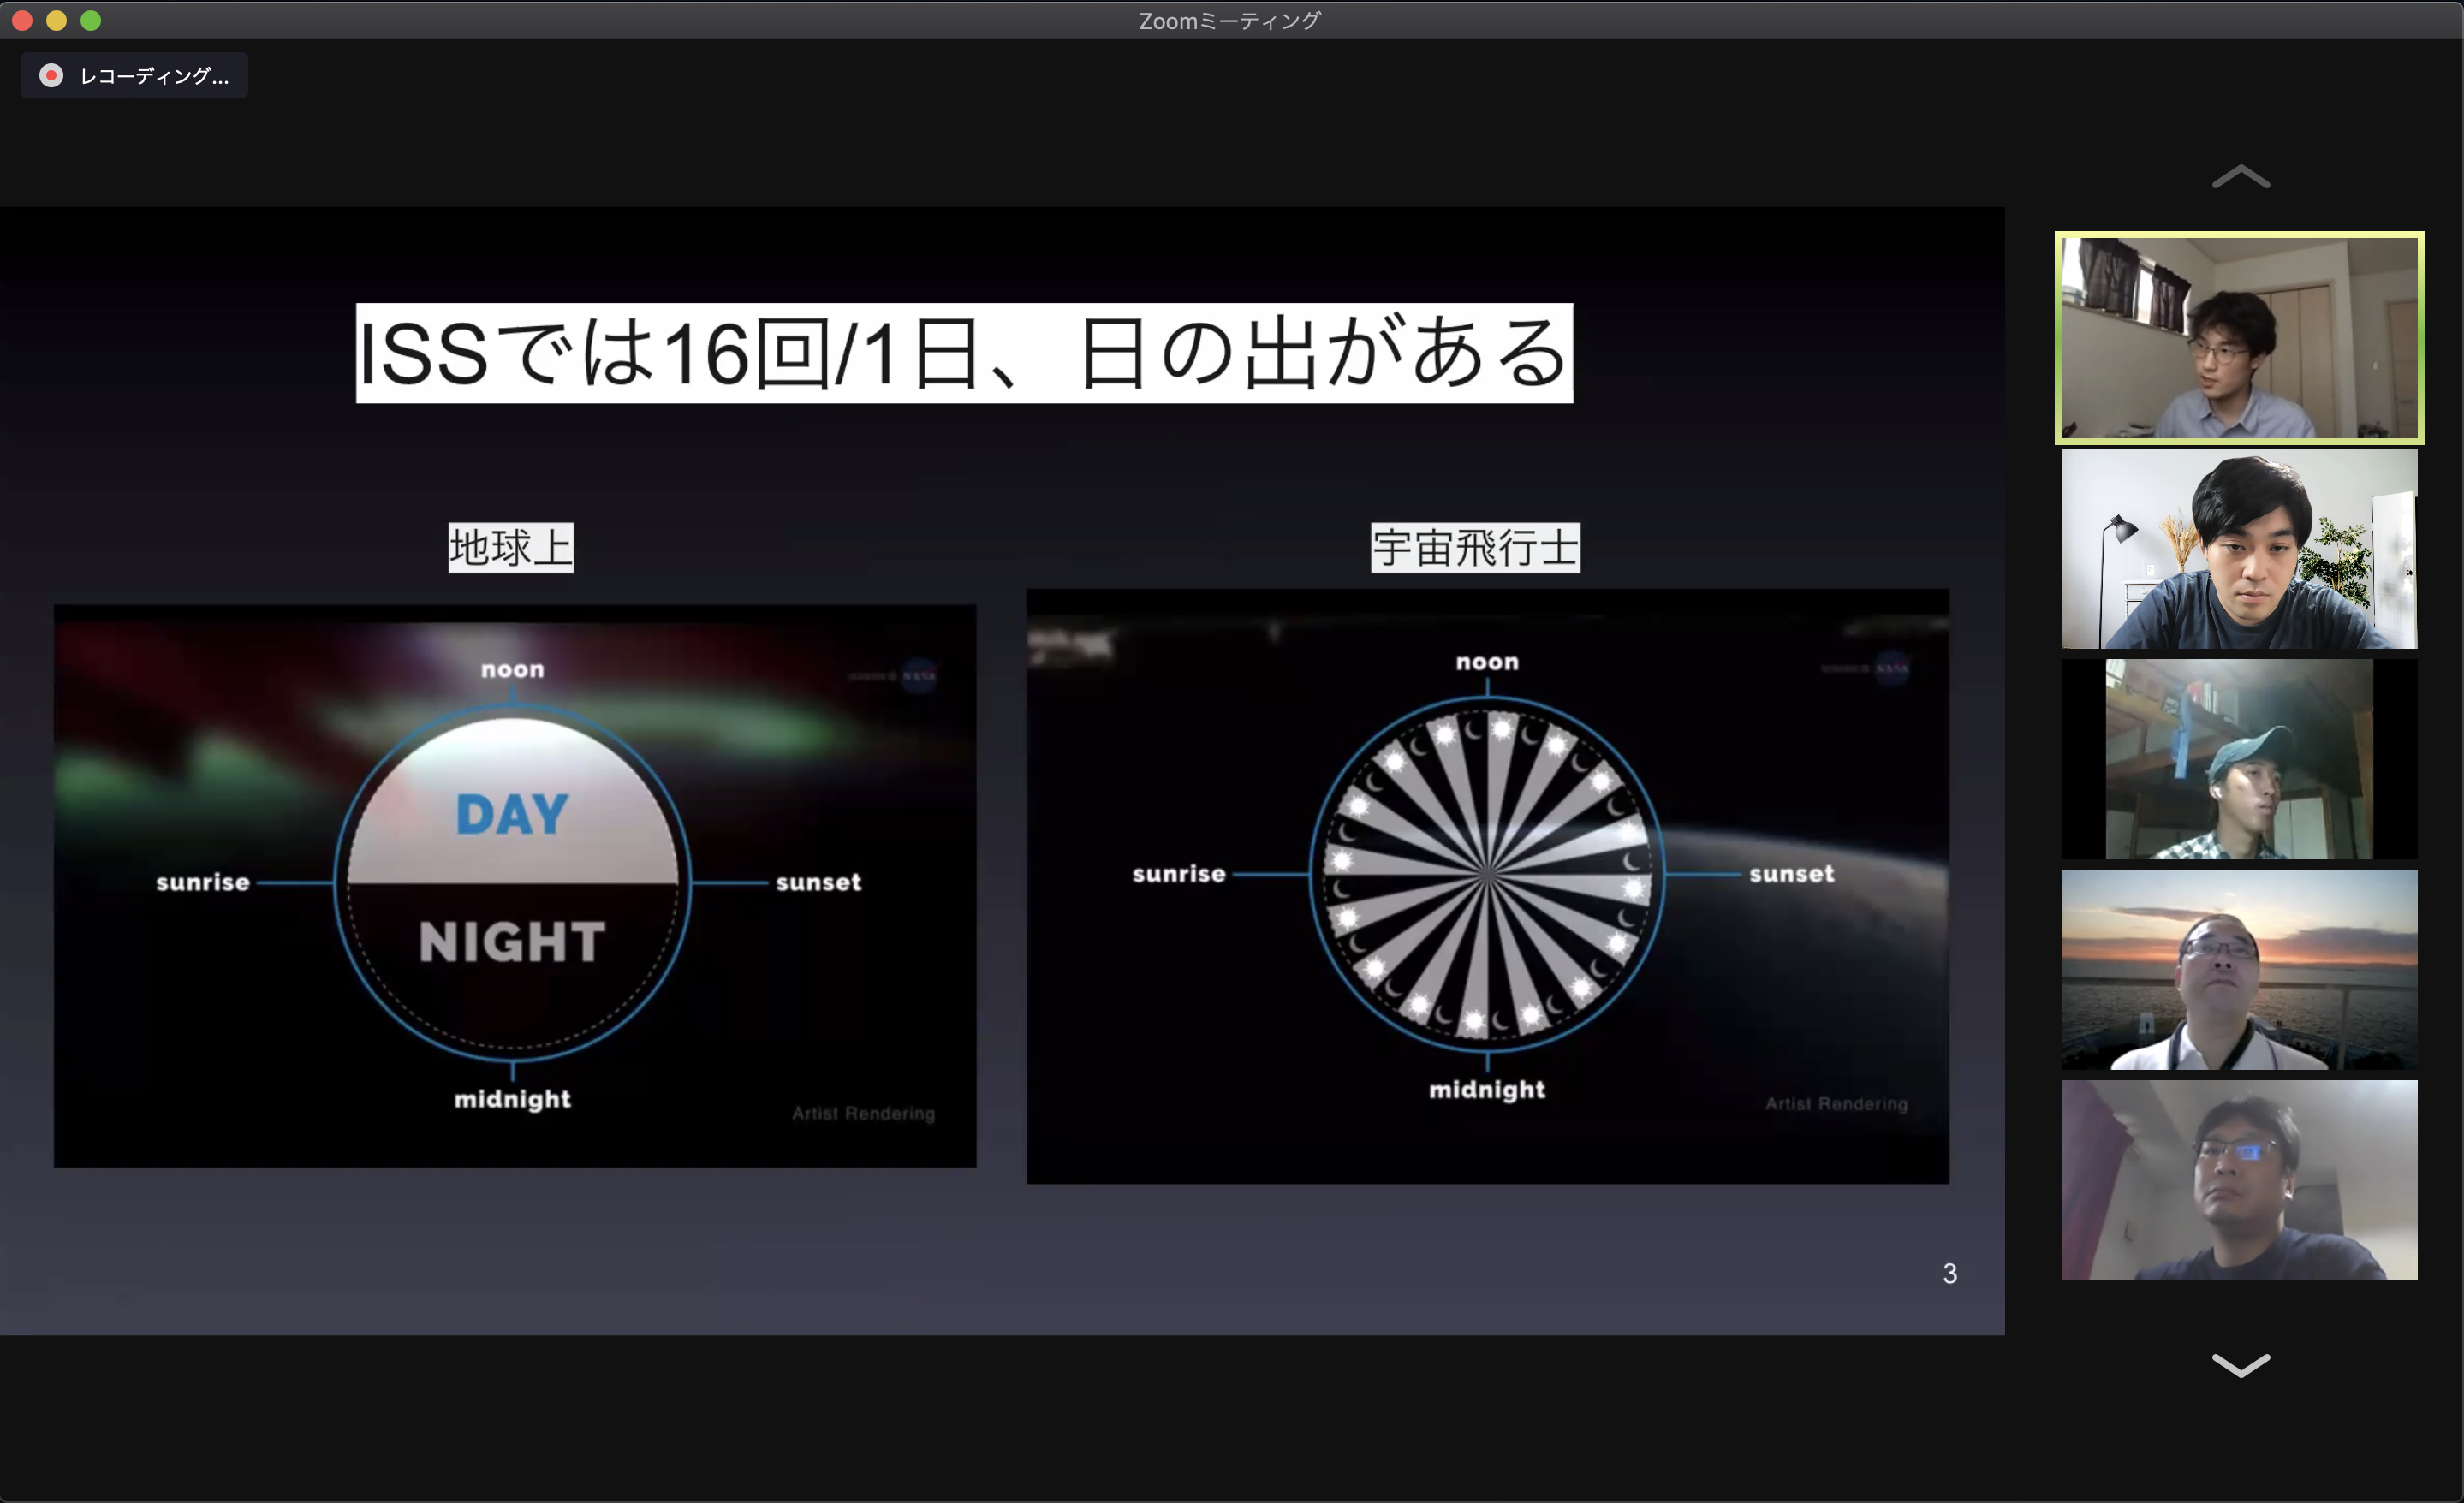 Zoomミーティング
レコーディング...
ISSでは16回/1日、日の出がある
地球上
宇宙飛行士
noon
NASA
DAY
sunrise
sunset
NIGHT
midnight
Artist Rendering
noon
NASA
sunrise
sunset
midnight
Artist Rendering
3